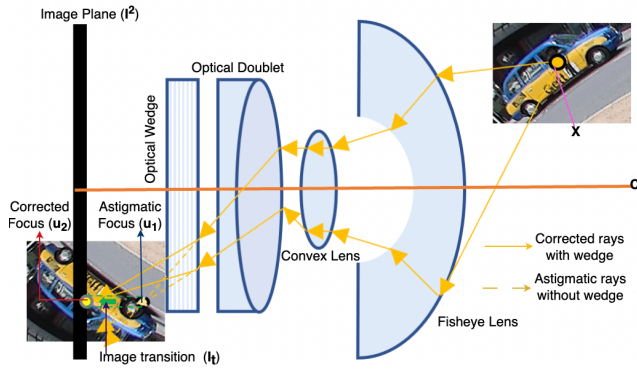 Image Plane (I²)
Optical Doublet
Optical Wedge
X
C
Corrected
Focus (u₂)
Astigmatic
Focus (u₁)
Convex Lens
Corrected rays
with wedge
Astigmatic rays
without wedge
Fisheye Lens
Image transition (Iₜ)